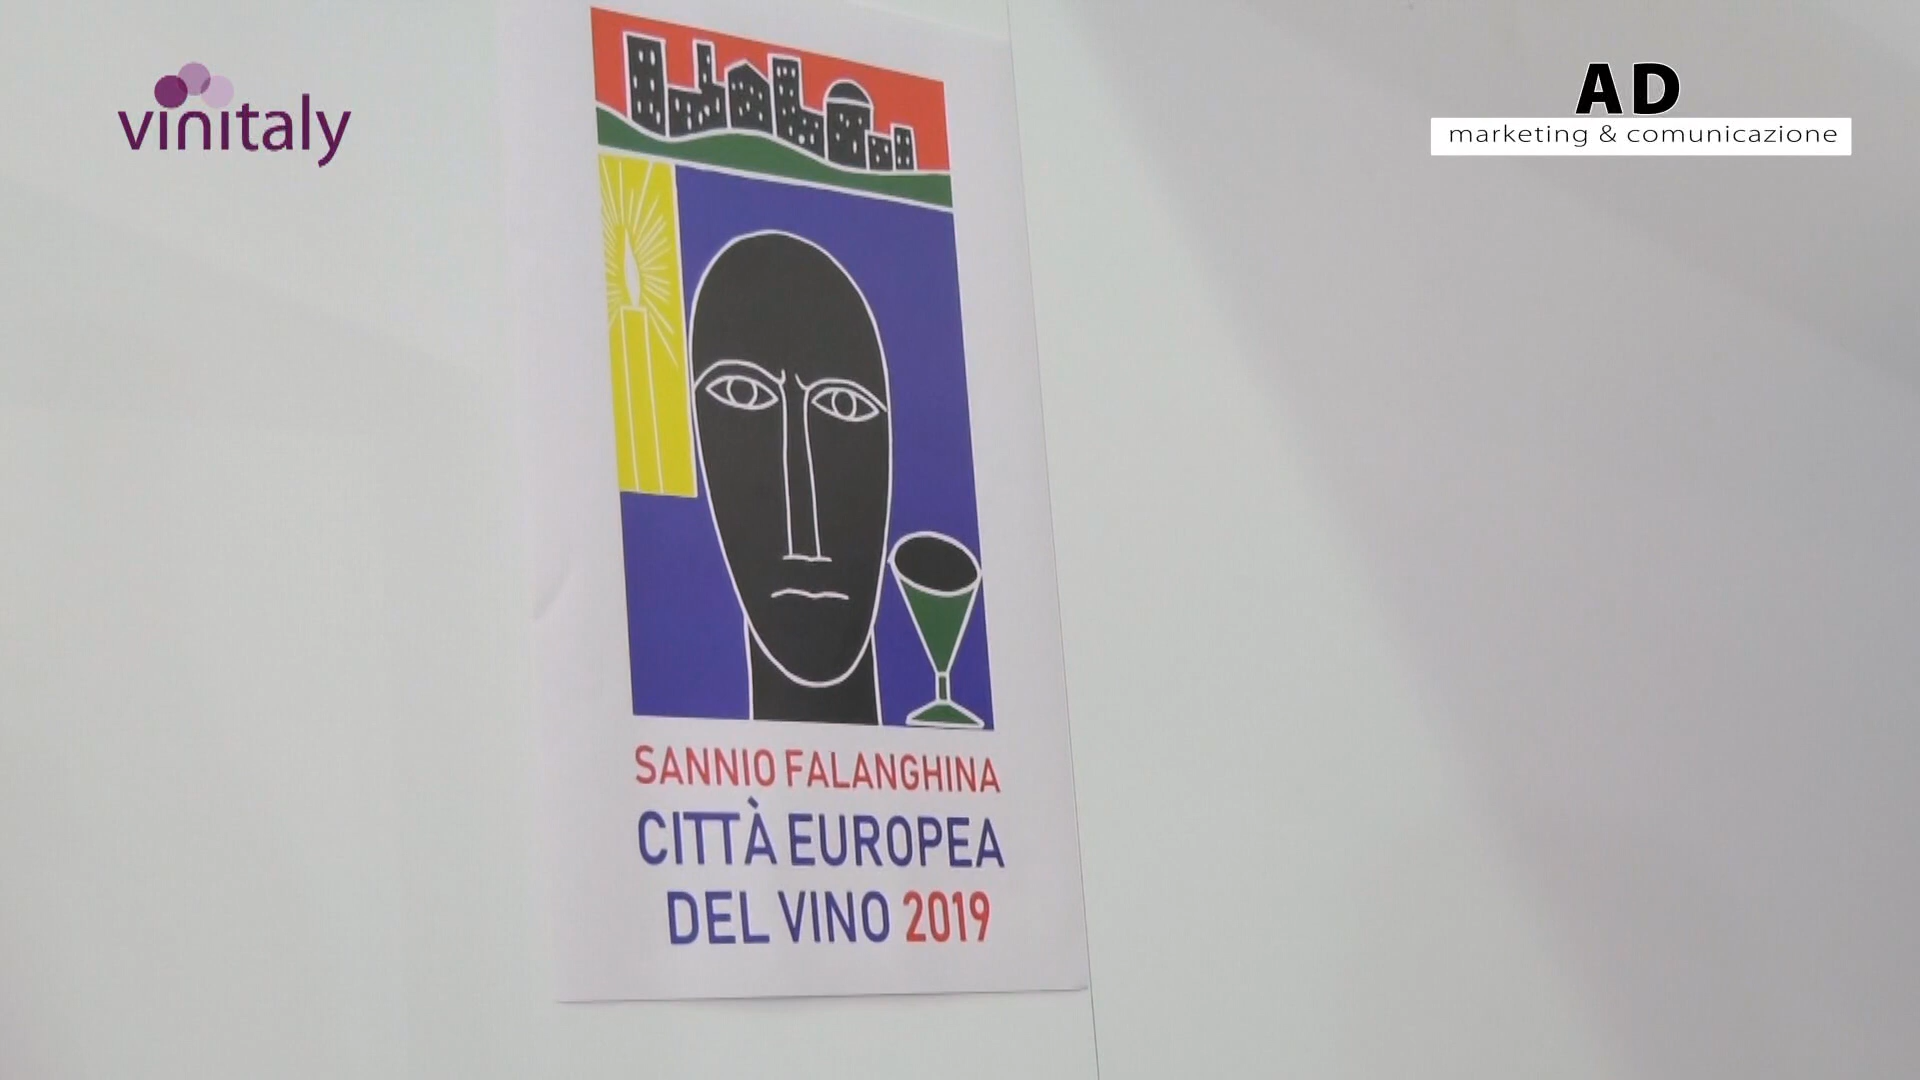 vinitaly
AD
marketing & comunicazione
SANNIO FALANGHINA
CITTÀ EUROPEA
DEL VINO 2019